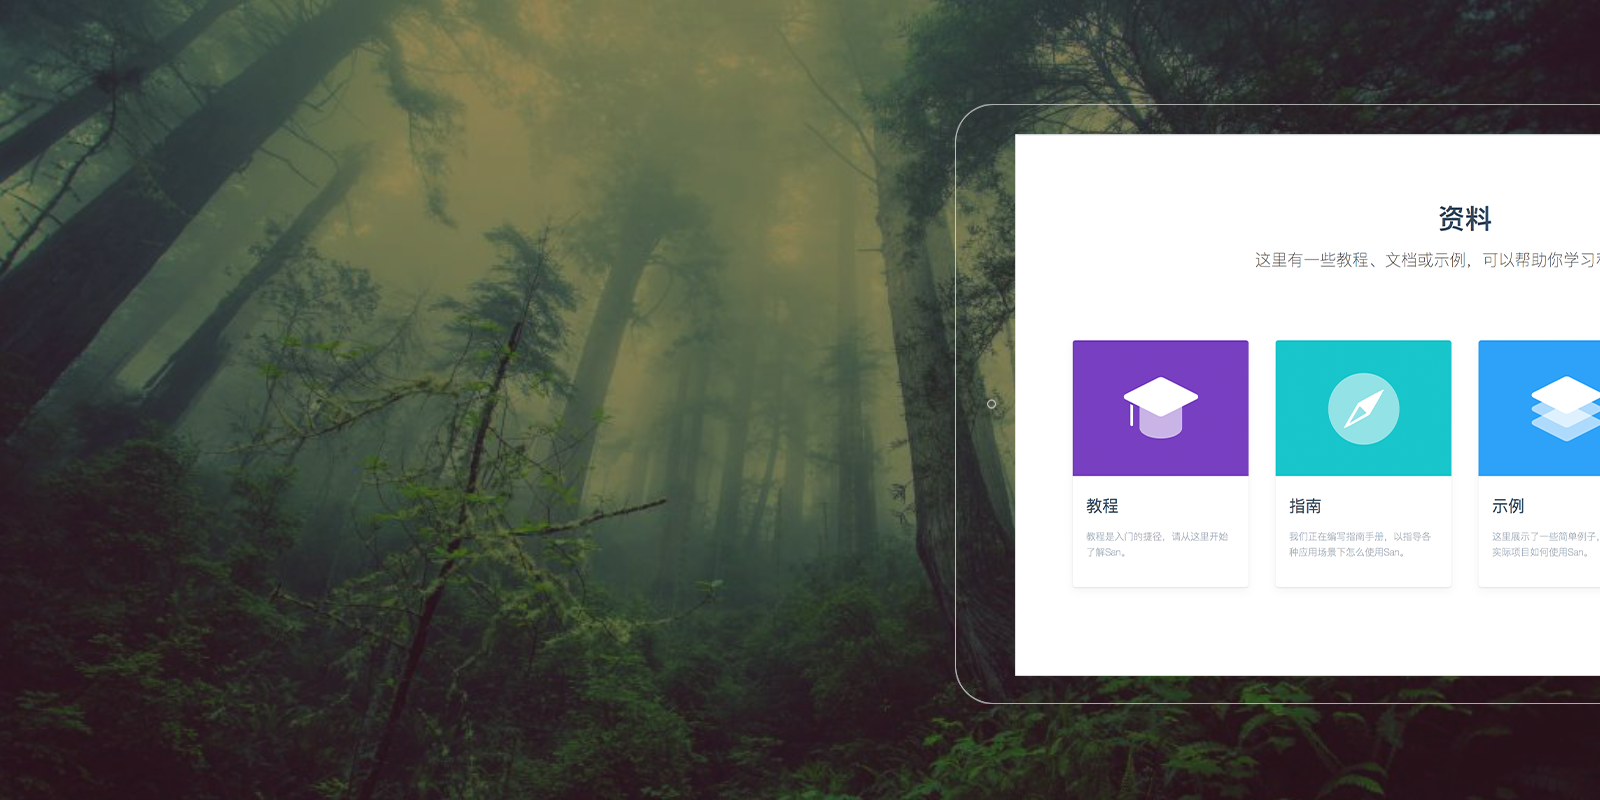 资料
这里有一些教程、文档或示例，可以帮助你学习
教程
教程是入门的捷径，请从这里开始
了解San。
指南
我们正在编写指南手册，以指导各
种应用场景下怎么使用San。
示例
这里展示了一些简单例子，
实际项目如何使用San。